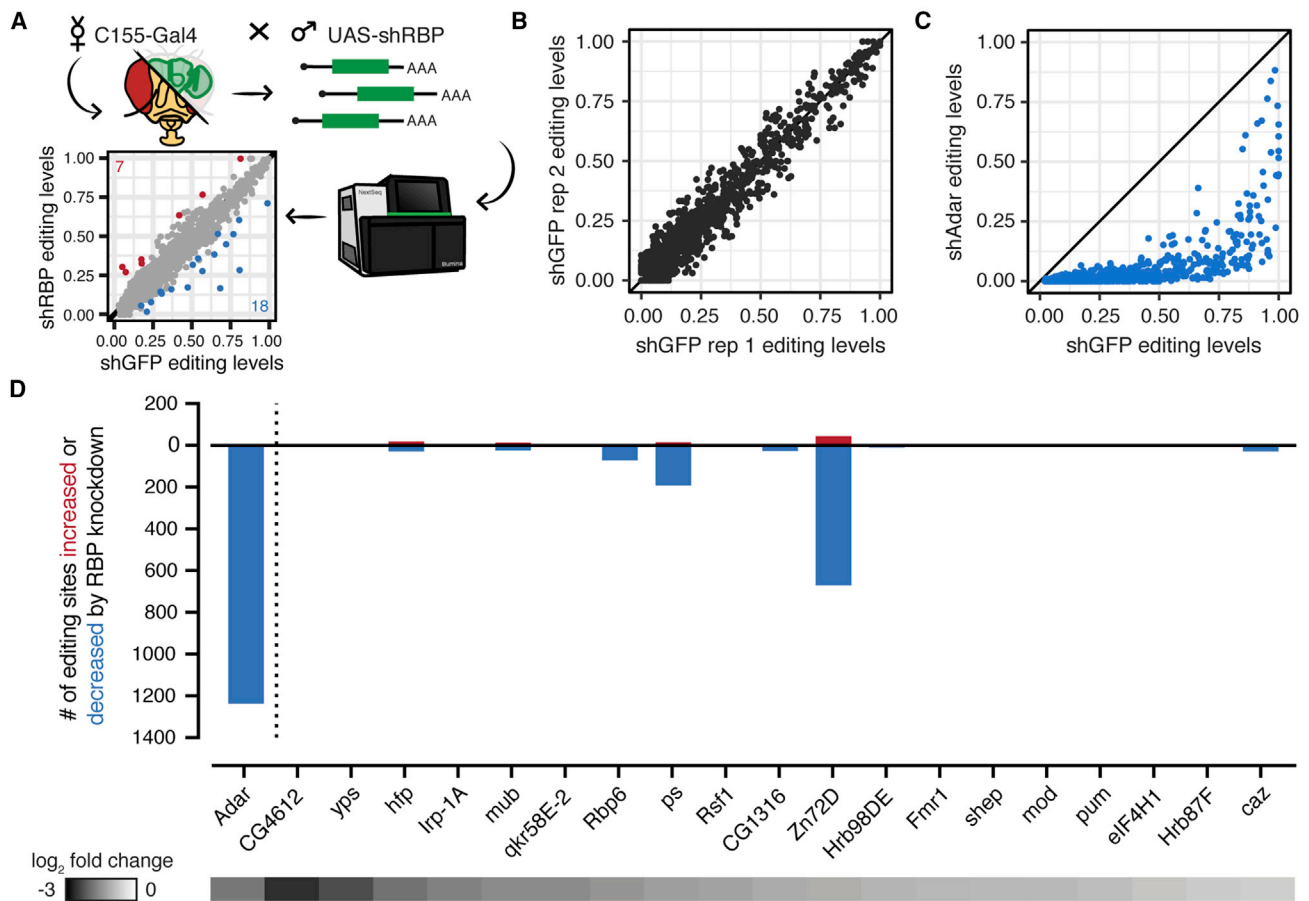 A
☿ C155-Gal4
×
♂ UAS-shRBP
AAA
AAA
AAA
shRBP editing levels
1.00
0.75
0.50
0.25
0.00
7
18
0.00 0.25 0.50 0.75 1.00
shGFP editing levels
NextSeq
illumina
B
shGFP rep 2 editing levels
1.00
0.75
0.50
0.25
0.00
0.00 0.25 0.50 0.75 1.00
shGFP rep 1 editing levels
C
shAdar editing levels
1.00
0.75
0.50
0.25
0.00
0.00 0.25 0.50 0.75 1.00
shGFP editing levels
D
# of editing sites increased or
decreased by RBP knockdown
200
0
200
400
600
800
1000
1200
1400
Adar
CG4612
yps
hfp
Irp-1A
mub
qkr58E-2
Rbp6
ps
Rsf1
CG1316
Zn72D
Hrb98DE
Fmr1
shep
mod
pum
eIF4H1
Hrb87F
caz
log2 fold change
-3 0